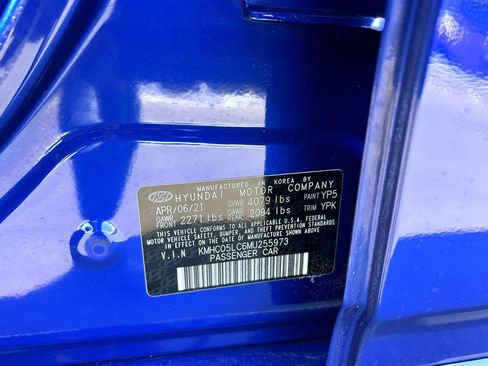 MANUFACTURED IN KOREA BY
HYUNDAI MOTOR COMPANY
APR/06/21 GVWR 4079 lbs PAINT YP5
GAWR FRONT 2271 lbs GAWR REAR 2094 lbs TRIM YPK
THIS VEHICLE CONFORMS TO ALL APPLICABLE U.S.A. FEDERAL
MOTOR VEHICLE SAFETY, BUMPER, AND THEFT PREVENTION
STANDARDS IN EFFECT ON THE DATE OF MANUFACTURE
SHOWN ABOVE.
V.I.N KMHC05LC6MU255973
PASSENGER CAR